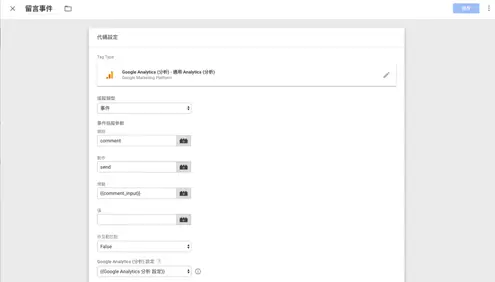 留言事件
儲存
代碼設定
Tag Type
Google Analytics (分析) - 通用 Analytics (分析)
Google Marketing Platform
追蹤類型
事件
事件追蹤參數
類別
comment
動作
send
標籤
{{comment_input}}
值
非互動匹配
False
Google Analytics (分析) 設定
{{Google Analytics 分析 設定}}